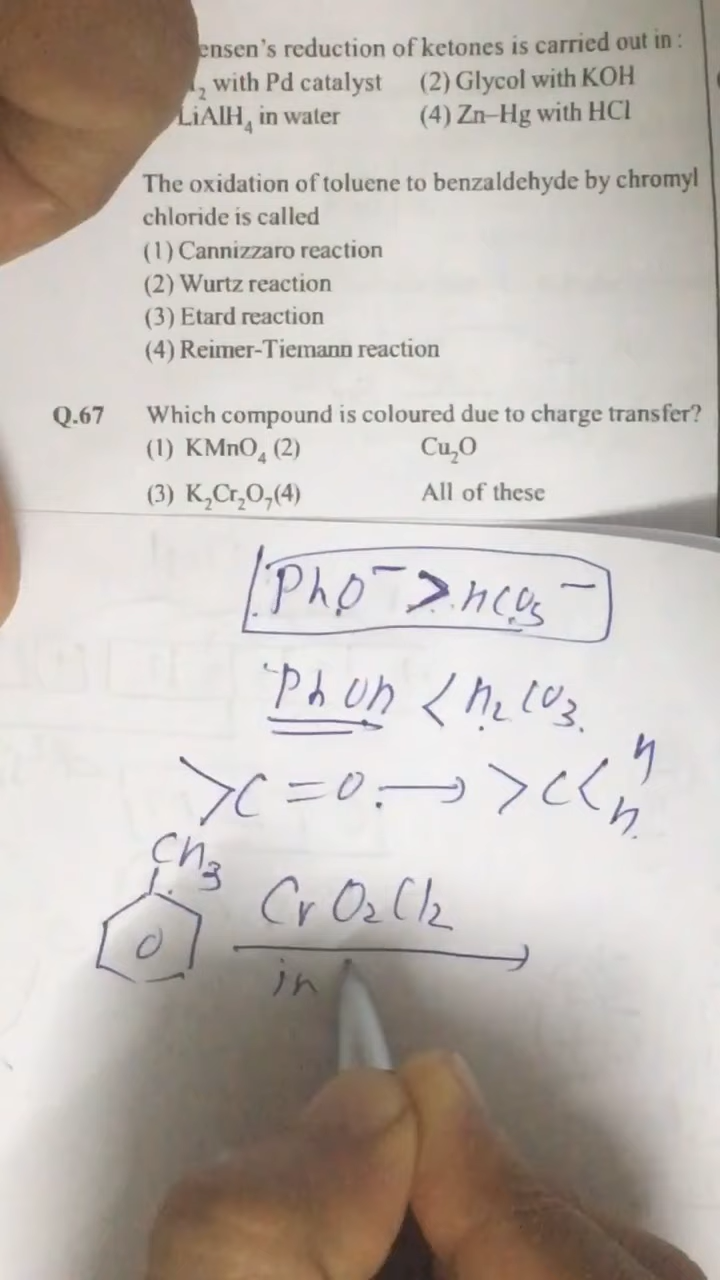 ensen's reduction of ketones is carried out in :
₂ with Pd catalyst (2) Glycol with KOH
LiAlH₄ in water (4) Zn–Hg with HCl
The oxidation of toluene to benzaldehyde by chromyl
chloride is called
(1) Cannizzaro reaction
(2) Wurtz reaction
(3) Etard reaction
(4) Reimer-Tiemann reaction
Q.67 Which compound is coloured due to charge transfer?
(1) KMnO₄ (2) Cu₂O
(3) K₂Cr₂O₇(4) All of these
PhO⁻ > HCO₃⁻
PhOH < H₂CO₃.
>C=O. → >C< H
H.
CH₃
CrO₂Cl₂
in